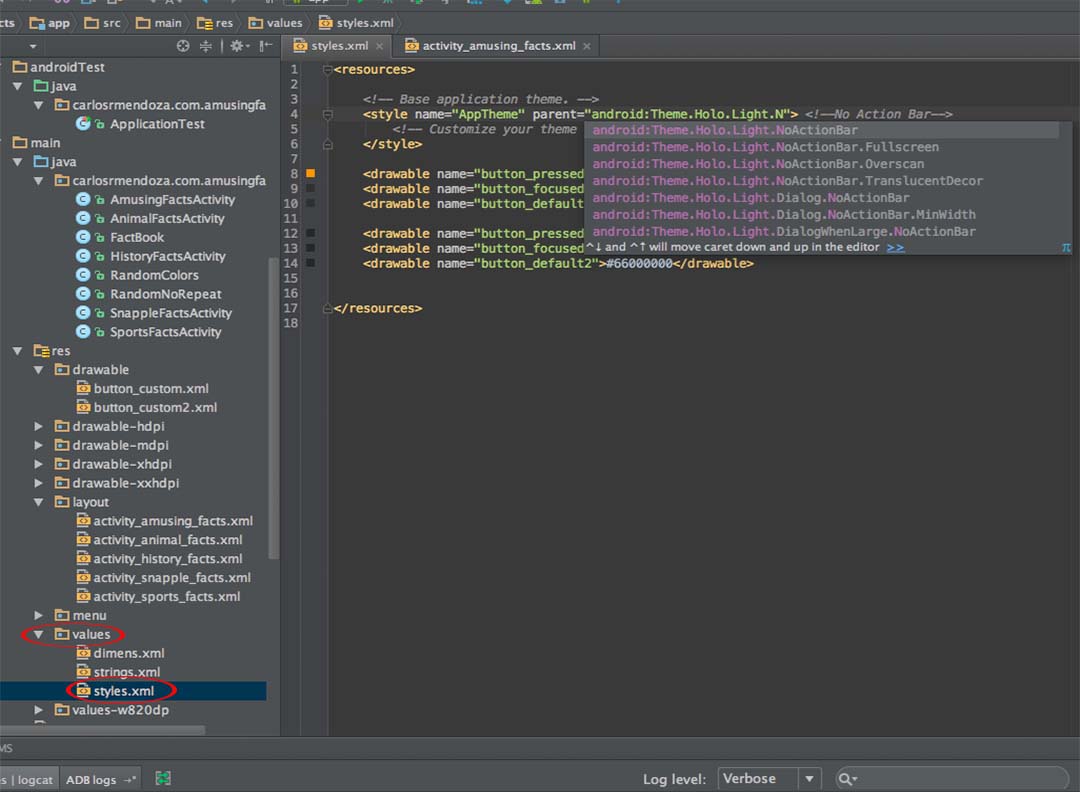 cts app src main res values styles.xml
styles.xml activity_amusing_facts.xml
androidTest
java
carlosrmendoza.com.amusingfa
ApplicationTest
main
java
carlosrmendoza.com.amusingfa
AmusingFactsActivity
AnimalFactsActivity
FactBook
HistoryFactsActivity
RandomColors
RandomNoRepeat
SnappleFactsActivity
SportsFactsActivity
res
drawable
button_custom.xml
button_custom2.xml
drawable-hdpi
drawable-mdpi
drawable-xhdpi
drawable-xxhdpi
layout
activity_amusing_facts.xml
activity_animal_facts.xml
activity_history_facts.xml
activity_snapple_facts.xml
activity_sports_facts.xml
menu
values
dimens.xml
strings.xml
styles.xml
values-w820dp
1 <resources>
2
3 <!-- Base application theme. -->
4 <style name="AppTheme" parent="android:Theme.Holo.Light.N"> <!--No Action Bar-->
5 <!-- Customize your theme
6 </style>
7
8 <drawable name="button_pressed
9 <drawable name="button_focused
10 <drawable name="button_default
11
12 <drawable name="button_pressed
13 <drawable name="button_focused
14 <drawable name="button_default2">#66000000</drawable>
15
16
17 </resources>
18
android:Theme.Holo.Light.NoActionBar
android:Theme.Holo.Light.NoActionBar.Fullscreen
android:Theme.Holo.Light.NoActionBar.Overscan
android:Theme.Holo.Light.NoActionBar.TranslucentDecor
android:Theme.Holo.Light.Dialog.NoActionBar
android:Theme.Holo.Light.Dialog.NoActionBar.MinWidth
android:Theme.Holo.Light.DialogWhenLarge.NoActionBar
^↓ and ^↑ will move caret down and up in the editor >> π
MS
s | logcat ADB logs →* Log level: Verbose